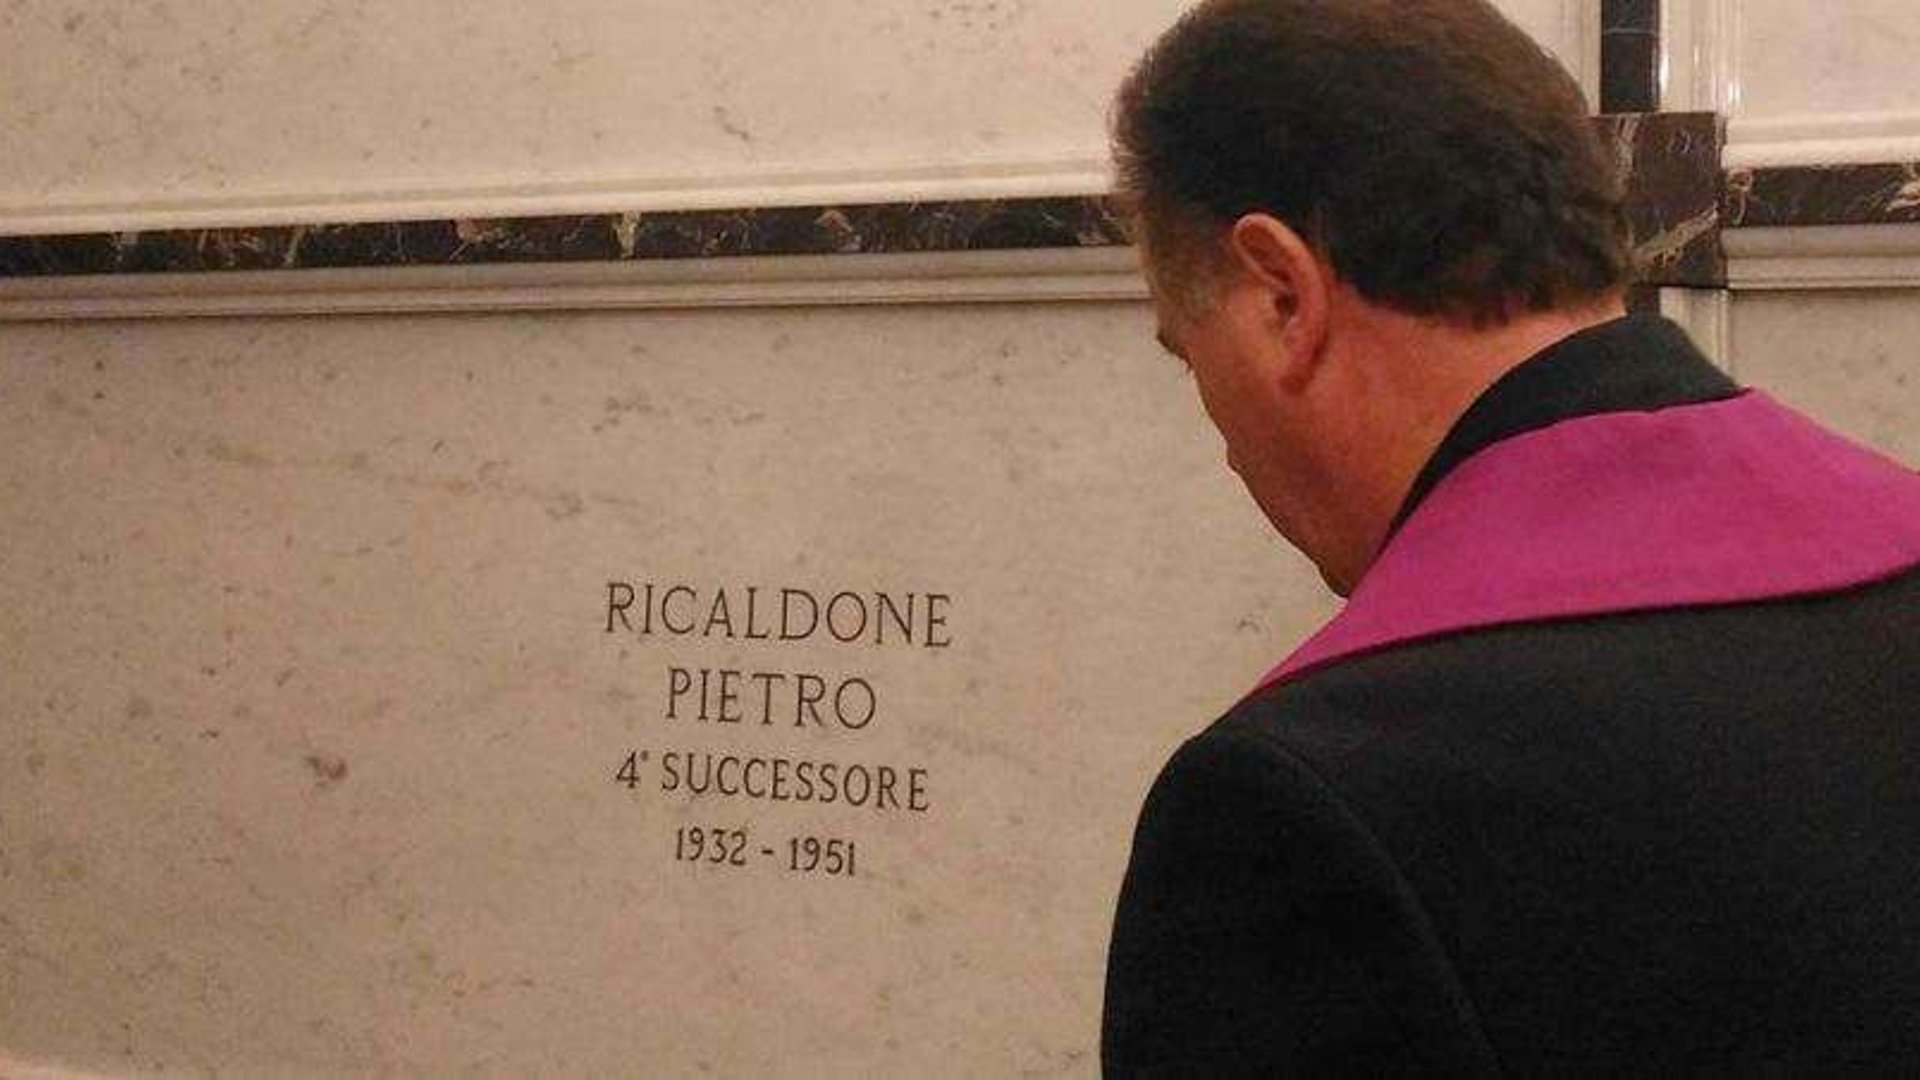 RICALDONE
PIETRO
4° SUCCESSORE
1932 - 1951